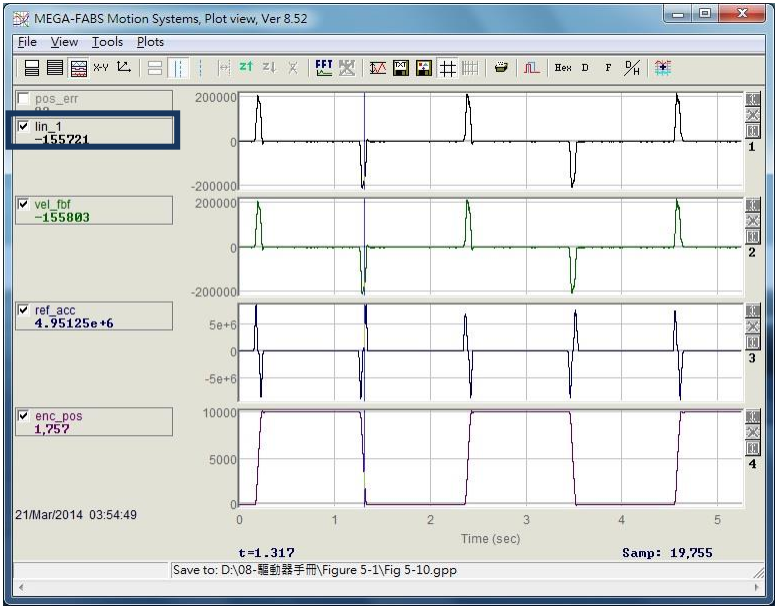 MEGA-FABS Motion Systems, Plot view, Ver 8.52
File View Tools Plots
X-Y Z↑ Z↓ X FFT TXT Hex D F D/H
pos_err
lin_1
-155721
200000
0
-200000
1
vel_fbf
-155803
200000
0
-200000
2
ref_acc
4.95125e+6
5e+6
0
-5e+6
3
enc_pos
1,757
10000
5000
0
4
21/Mar/2014 03:54:49
0 1 2 3 4 5
Time (sec)
t=1.317 Samp: 19,755
Save to: D:\08-驅動器手冊\Figure 5-1\Fig 5-10.gpp